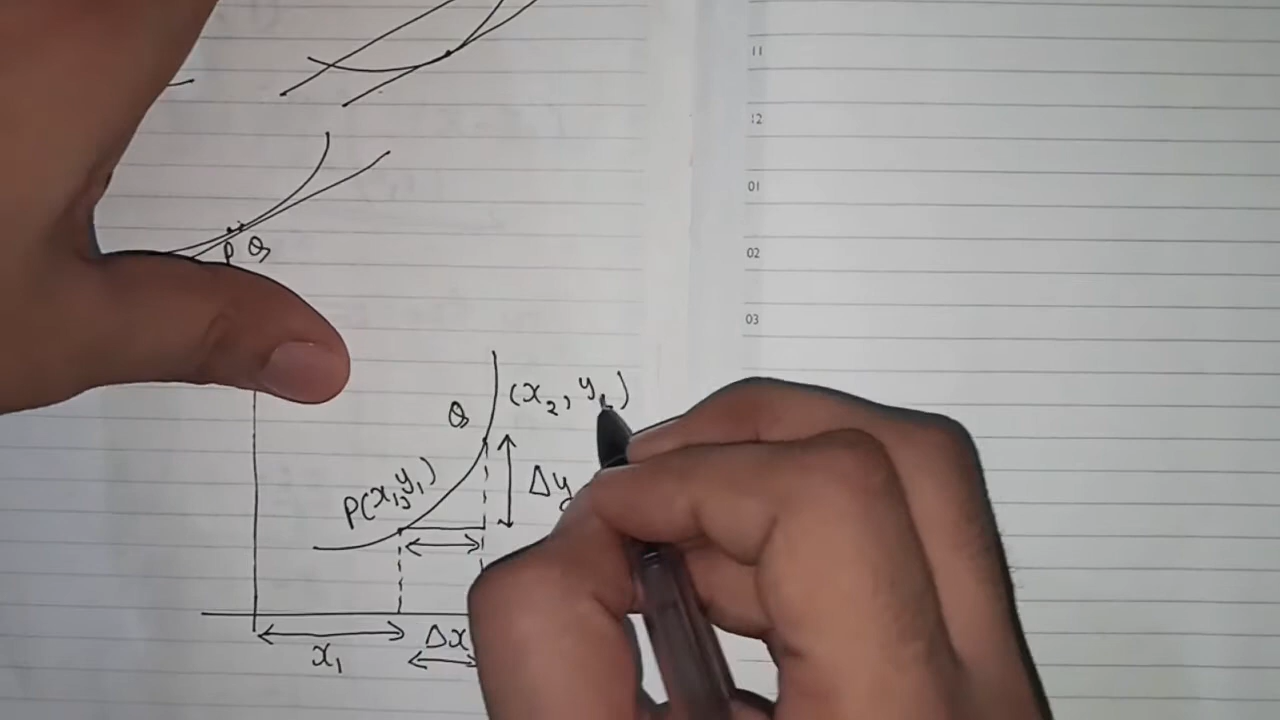 11
12
01
P Q
02
03
Q (x₂, y₂)
P(x₁, y₁)
Δy
x₁ Δx